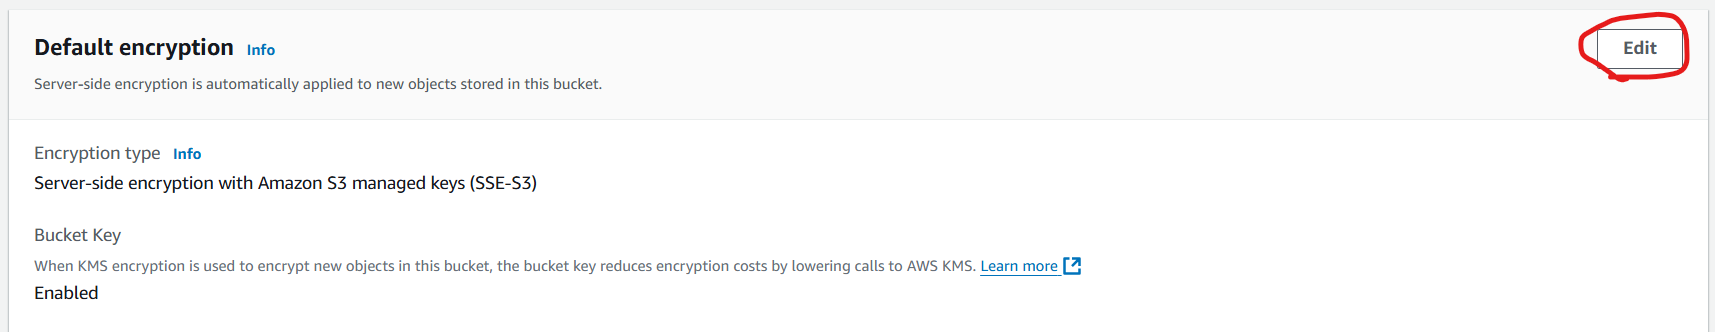 Default encryption Info
Edit
Server-side encryption is automatically applied to new objects stored in this bucket.
Encryption type Info
Server-side encryption with Amazon S3 managed keys (SSE-S3)
Bucket Key
When KMS encryption is used to encrypt new objects in this bucket, the bucket key reduces encryption costs by lowering calls to AWS KMS. Learn more
Enabled